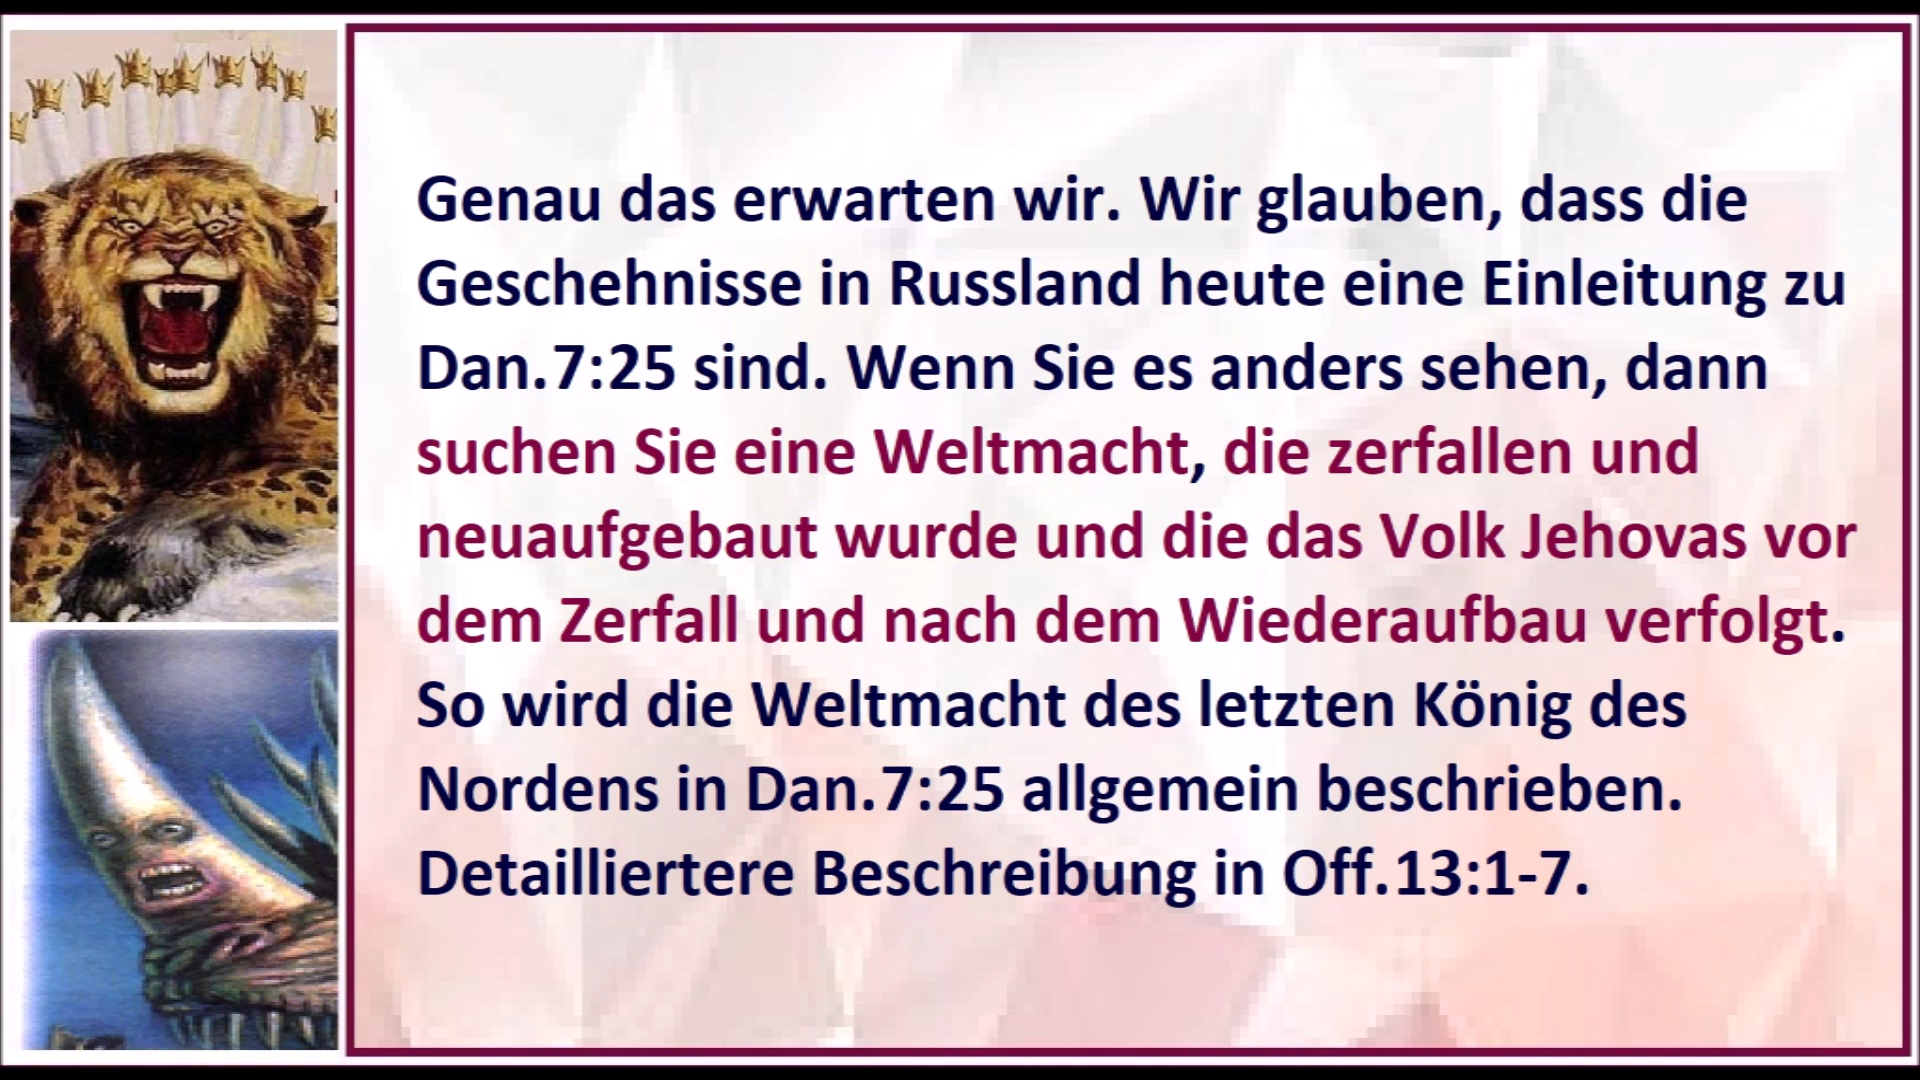 Genau das erwarten wir. Wir glauben, dass die
Geschehnisse in Russland heute eine Einleitung zu
Dan.7:25 sind. Wenn Sie es anders sehen, dann
suchen Sie eine Weltmacht, die zerfallen und
neuaufgebaut wurde und die das Volk Jehovas vor
dem Zerfall und nach dem Wiederaufbau verfolgt.
So wird die Weltmacht des letzten König des
Nordens in Dan.7:25 allgemein beschrieben.
Detailliertere Beschreibung in Off.13:1-7.